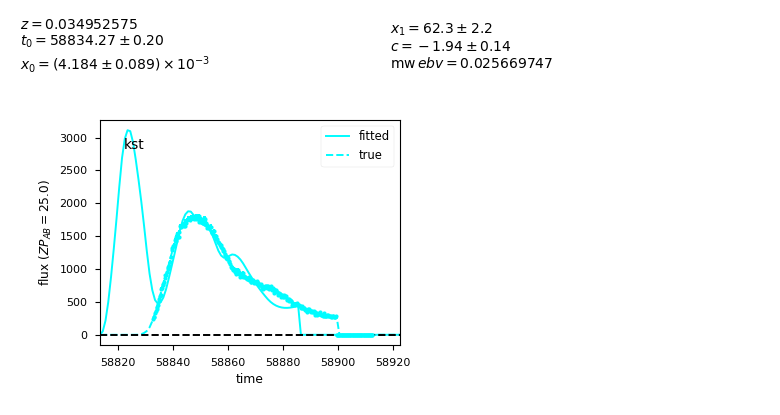 z = 0.034952575
t₀ = 58834.27 ± 0.20
x₀ = (4.184 ± 0.089) × 10⁻³
x₁ = 62.3 ± 2.2
c = −1.94 ± 0.14
mw ebv = 0.025669747
kst
fitted
true
flux (ZP_AB = 25.0)
3000
2500
2000
1500
1000
500
0
58820 58840 58860 58880 58900 58920
time